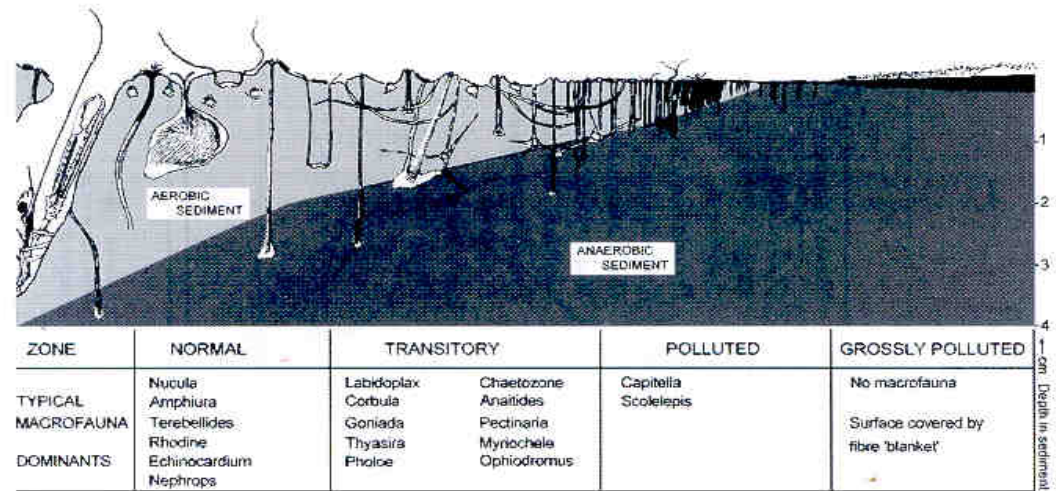 AEROBIC
SEDIMENT
ANAEROBIC
SEDIMENT
-1
-2
-3
-4
cm Depth in sediment
ZONE NORMAL TRANSITORY POLLUTED GROSSLY POLLUTED
TYPICAL
MACROFAUNA
DOMINANTS
Nucula
Amphiura
Terebellides
Rhodine
Echinocardium
Nephrops
Labidoplax Chaetozone
Corbula Anaitides
Goniada Pectinaria
Thyasira Myriochele
Pholoe Ophiodromus
Capitella
Scolelepis
No macrofauna
Surface covered by
fibre 'blanket'